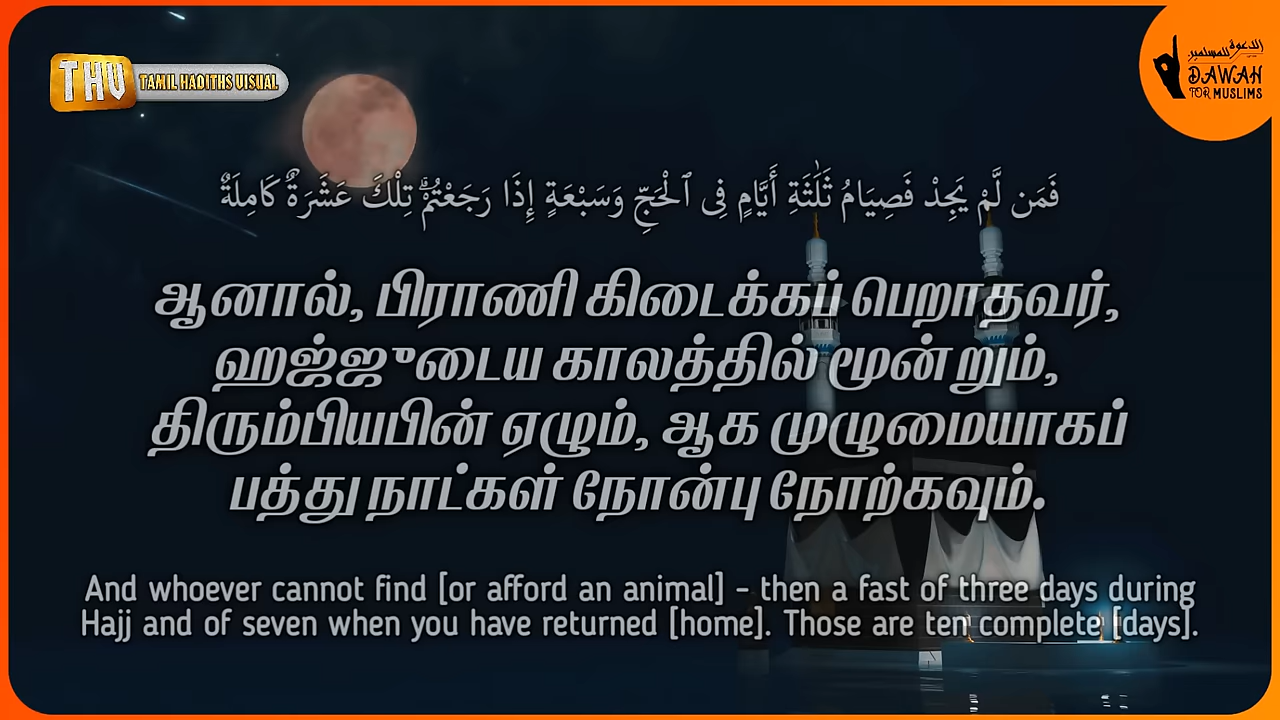 THV TAMIL HADITHS VISUAL
الدعوة للمسلمين
DAWAH
FOR MUSLIMS
فَمَن لَّمْ يَجِدْ فَصِيَامُ ثَلَٰثَةِ أَيَّامٍ فِى ٱلْحَجِّ وَسَبْعَةٍ إِذَا رَجَعْتُمْ ۗ تِلْكَ عَشَرَةٌ كَامِلَةٌ
ஆனால், பிராணி கிடைக்கப் பெறாதவர்,
ஹஜ்ஜுடைய காலத்தில் மூன்றும்,
திரும்பியபின் ஏழும், ஆக முழுமையாகப்
பத்து நாட்கள் நோன்பு நோற்கவும்.
And whoever cannot find [or afford an animal] - then a fast of three days during
Hajj and of seven when you have returned [home]. Those are ten complete [days].